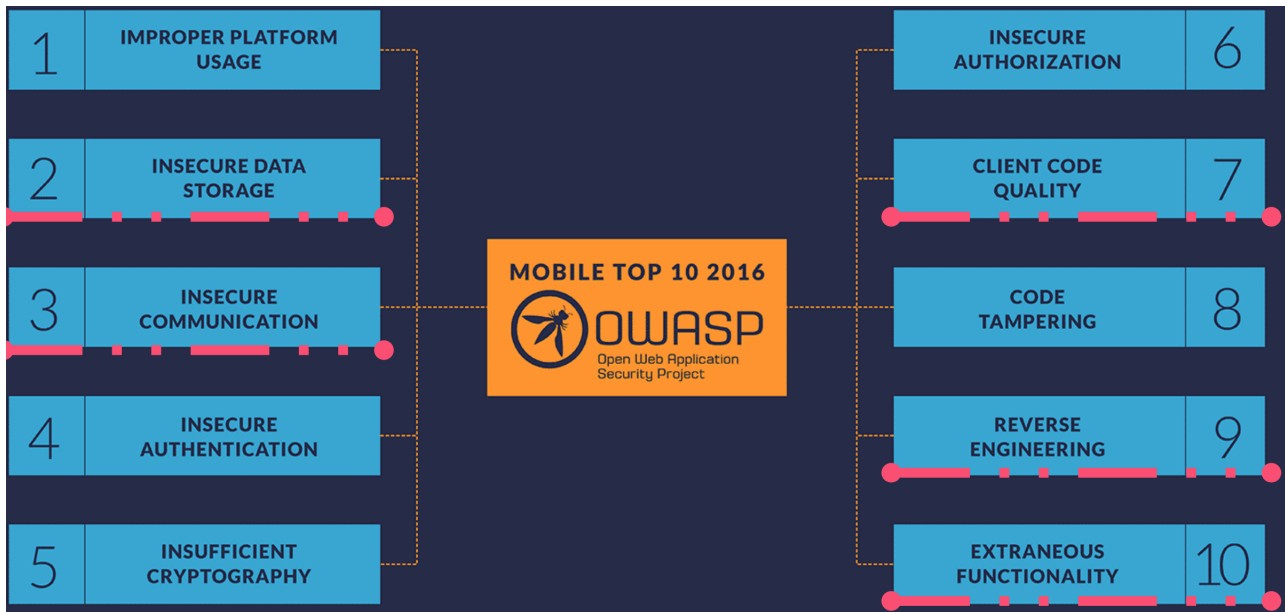 1
IMPROPER PLATFORM
USAGE
2
INSECURE DATA
STORAGE
3
INSECURE
COMMUNICATION
4
INSECURE
AUTHENTICATION
5
INSUFFICIENT
CRYPTOGRAPHY
MOBILE TOP 10 2016
OWASP
Open Web Application
Security Project
INSECURE
AUTHORIZATION
6
CLIENT CODE
QUALITY
7
CODE
TAMPERING
8
REVERSE
ENGINEERING
9
EXTRANEOUS
FUNCTIONALITY
10